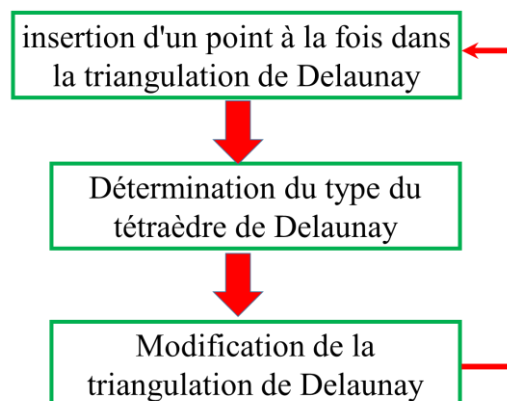 insertion d'un point à la fois dans
la triangulation de Delaunay
Détermination du type du
tétraèdre de Delaunay
Modification de la
triangulation de Delaunay